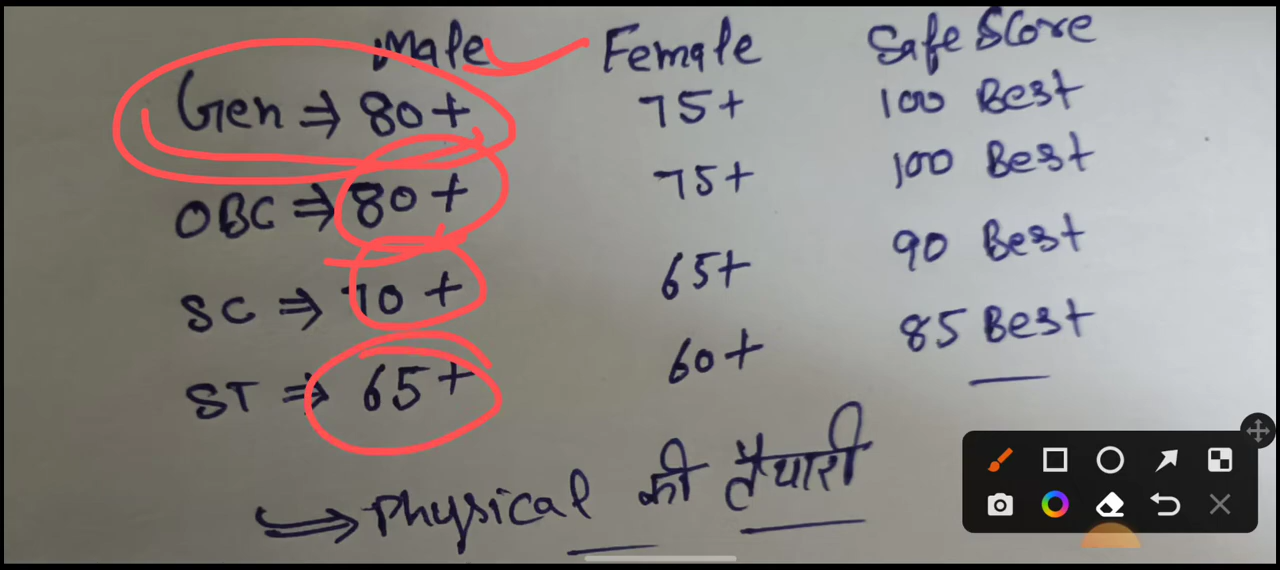 Male Female Safe Score
Gen ⇒ 80+ 75+ 100 Best
OBC ⇒ 80+ 75+ 100 Best
SC ⇒ 70+ 65+ 90 Best
ST ⇒ 65+ 60+ 85 Best
⇒ Physical की तैयारी